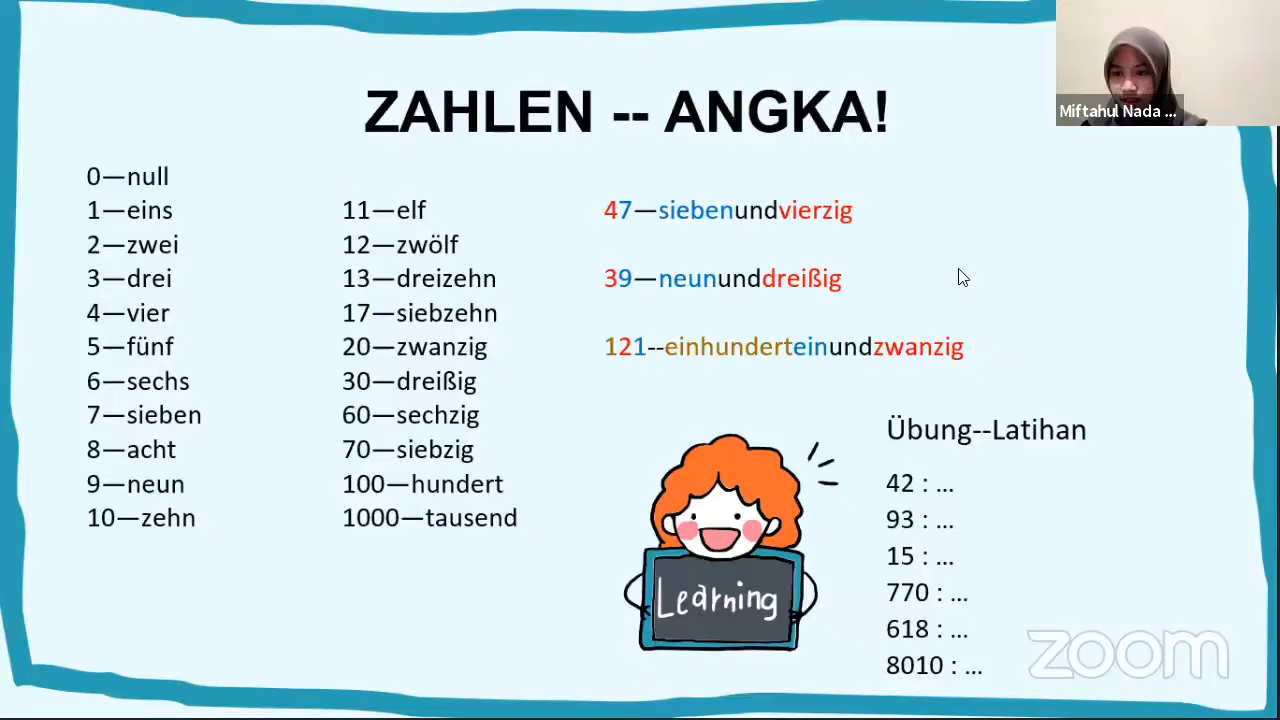 Miftahul Nada ...
ZAHLEN -- ANGKA!
0—null
1—eins
2—zwei
3—drei
4—vier
5—fünf
6—sechs
7—sieben
8—acht
9—neun
10—zehn
11—elf
12—zwölf
13—dreizehn
17—siebzehn
20—zwanzig
30—dreißig
60—sechzig
70—siebzig
100—hundert
1000—tausend
47—siebenundvierzig
39—neununddreißig
121--einhunderteinundzwanzig
Learning
Übung--Latihan
42 : ...
93 : ...
15 : ...
770 : ...
618 : ...
8010 : ...
zoom